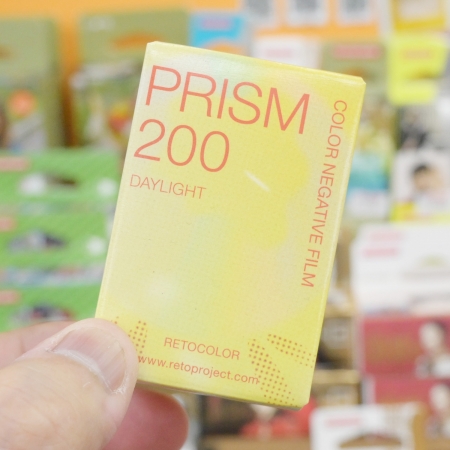 PRISM
200
DAYLIGHT
COLOR NEGATIVE FILM
RETOCOLOR
www.retoproject.com